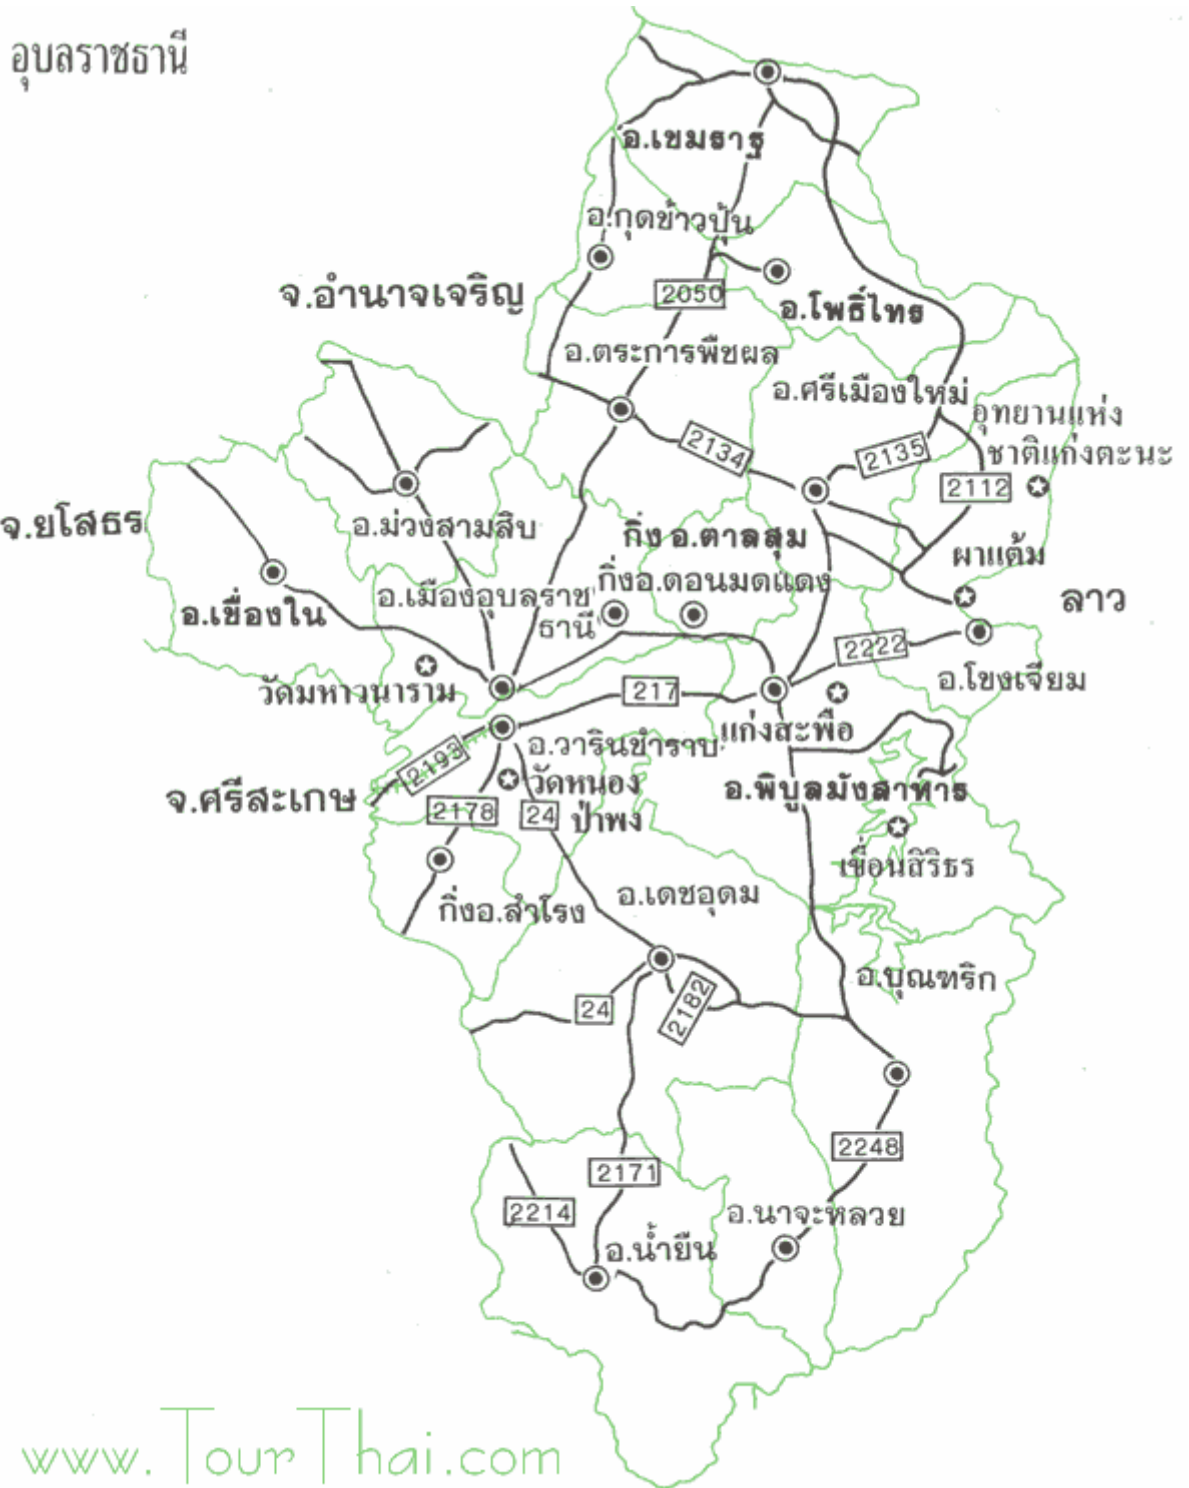 อุบลราชธานี
อ.เขมราฐ
อ.กุดข้าวปุ้น
จ.อำนาจเจริญ
2050
อ.โพธิ์ไทร
อ.ตระการพืชผล
อ.ศรีเมืองใหม่
อุทยานแห่ง
ชาติแก่งตะนะ
2134
2135
2112
จ.ยโสธร
อ.ม่วงสามสิบ
กิ่ง อ.ตาลสุม
ผาแต้ม
กิ่งอ.ดอนมดแดง
อ.เมืองอุบลราช
ธานี
อ.เขื่องใน
ลาว
2222
วัดมหาวนาราม
217
อ.โขงเจียม
แก่งสะพือ
อ.วารินชำราบ
2193
วัดหนอง
ป่าพง
จ.ศรีสะเกษ
อ.พิบูลมังสาหาร
2178
24
เขื่อนสิริธร
กิ่งอ.สำโรง
อ.เดชอุดม
อ.บุณฑริก
24
2182
2248
2171
2214
อ.นาจะหลวย
อ.น้ำยืน
www.TourThai.com